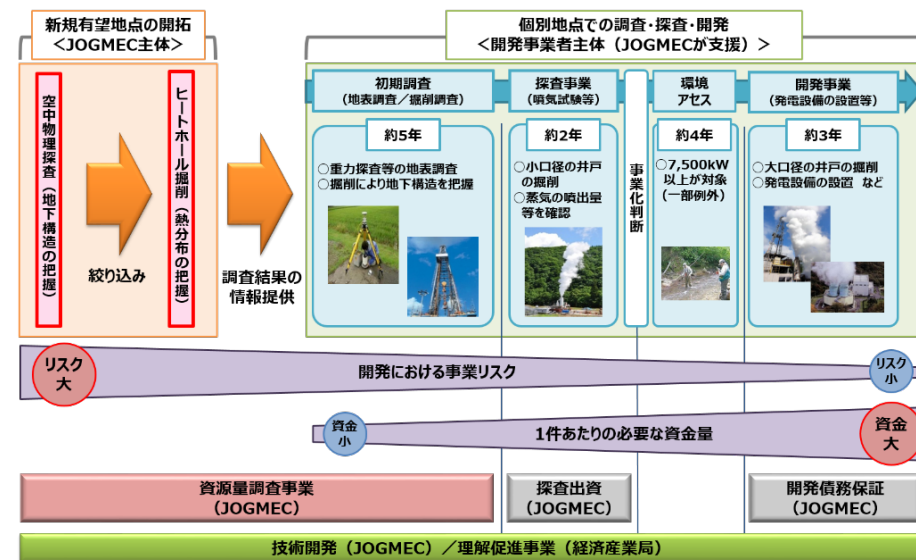 新規有望地点の開拓
＜JOGMEC主体＞
個別地点での調査・探査・開発
＜開発事業者主体（JOGMECが支援）＞
空中物理探査（地下構造の把握）
絞り込み
ヒートホール掘削（熱分布の把握）
調査結果の
情報提供
初期調査
（地表調査／掘削調査）
約5年
○重力探査等の地表調査
○掘削により地下構造を把握
探査事業
（噴気試験等）
約2年
○小口径の井戸
の掘削
○蒸気の噴出量
等を確認
事業化判断
環境
アセス
約4年
○7,500kW
以上が対象
（一部例外）
開発事業
（発電設備の設置等）
約3年
○大口径の井戸の掘削
○発電設備の設置 など
リスク
大
開発における事業リスク
リスク
小
資金
小
1件あたりの必要な資金量
資金
大
資源量調査事業
（JOGMEC）
探査出資
（JOGMEC）
開発債務保証
（JOGMEC）
技術開発（JOGMEC）／理解促進事業（経済産業局）